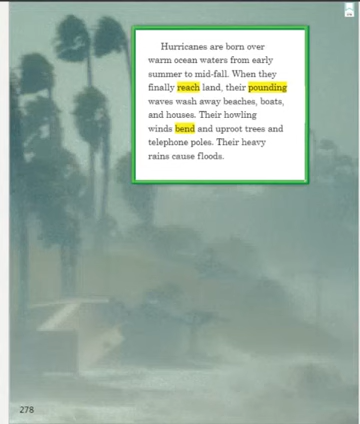 Hurricanes are born over
warm ocean waters from early
summer to mid-fall. When they
finally reach land, their pounding
waves wash away beaches, boats,
and houses. Their howling
winds bend and uproot trees and
telephone poles. Their heavy
rains cause floods.
278